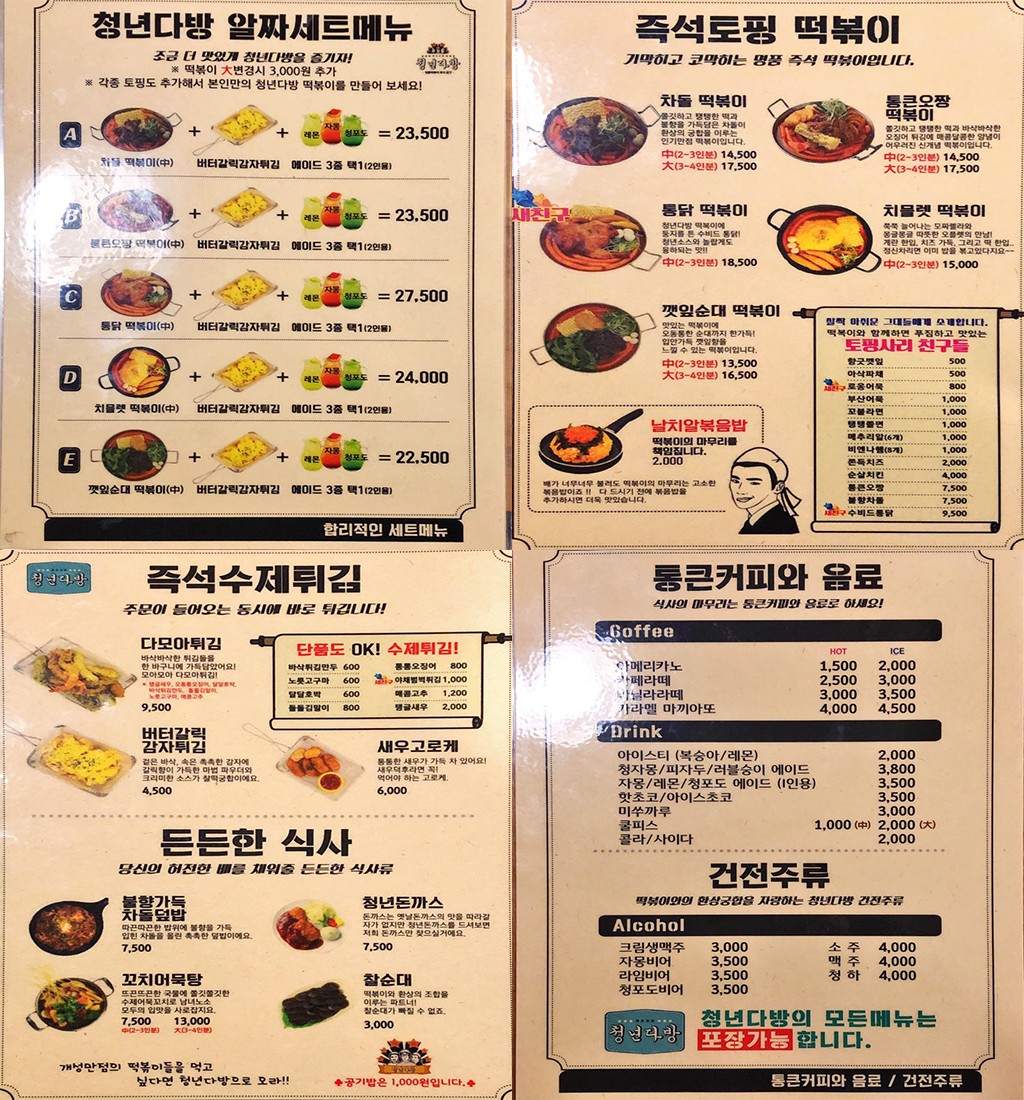 청년다방 알짜세트메뉴
조금 더 맛있게 청년다방을 즐기자!
※ 떡볶이 大변경시 3,000원 추가
※ 각종 토핑도 추가해서 본인만의 청년다방 떡볶이를 만들어 보세요!
청년다방
A + + 레몬 자몽 청포도 = 23,500
차돌 떡볶이(中) 버터갈릭감자튀김 에이드 3종 택1(2인용)
B + + 레몬 자몽 청포도 = 23,500
통큰오짱 떡볶이(中) 버터갈릭감자튀김 에이드 3종 택1(2인용)
C + + 레몬 자몽 청포도 = 27,500
통닭 떡볶이(中) 버터갈릭감자튀김 에이드 3종 택1(2인용)
D + + 레몬 자몽 청포도 = 24,000
치믈렛 떡볶이(中) 버터갈릭감자튀김 에이드 3종 택1(2인용)
E + + 레몬 자몽 청포도 = 22,500
깻잎순대 떡볶이(中) 버터갈릭감자튀김 에이드 3종 택1(2인용)
합리적인 세트메뉴
즉석토핑 떡볶이
기막히고 코막히는 명품 즉석 떡볶이입니다.
차돌 떡볶이
쫄깃하고 탱탱한 떡과
불향을 가득담은 차돌이
환상의 궁합을 이루는
인기만점 떡볶이입니다.
中(2-3인분) 14,500
大(3-4인분) 17,500
통큰오짱
떡볶이
쫄깃하고 탱탱한 떡과 바삭바삭한
오징어 튀김에 매콤달콤한 양념이
어우러진 신개념 떡볶이입니다.
中(2-3인분) 14,500
大(3-4인분) 17,500
새친구
통닭 떡볶이
청년다방 떡볶이에
둥지를 튼 수비드 통닭!
청년소스와 놀랍게도
융화되는 맛!!
中(2-3인분) 18,500
치믈렛 떡볶이
쭉쭉 늘어나는 모짜렐라와
몽글몽글 따뜻한 오믈렛의 만남!
계란 한입, 치즈 가득, 그리고 떡 한입..
정신차리면 이미 밥을 볶고있다지요~~
中(2-3인분) 15,000
깻잎순대 떡볶이
맛있는 떡볶이에
오동통한 순대까지 한가득!
입안가득 깻잎향을
느낄 수 있는 떡볶이입니다.
中(2-3인분) 13,500
大(3-4인분) 16,500
날치알볶음밥
떡볶이의 마무리를
책임집니다.
2,000
배가 너무너무 불러도 떡볶이의 마무리는 고소한
볶음밥이죠 !! 다 드시기 전에 볶음밥을
추가하시면 더욱 맛있습니다.
살짝 아쉬운 그대들에게 소개합니다.
떡볶이와 함께하면 푸짐하고 맛있는
토핑사리 친구들
향긋깻잎 500
아삭파채 500
새친구 로움어묵 800
부산어묵 1,000
꼬불라면 1,000
탱탱쫄면 1,000
메추리알(6개) 1,000
비엔나햄(8개) 1,000
쫀득치즈 2,000
순살치킨 4,000
통큰오짱 7,500
불향차돌 7,500
새친구 수비드통닭 9,500
청년다방
즉석수제튀김
주문이 들어오는 동시에 바로 튀깁니다!
다모아튀김
바삭바삭한 튀김들을
한 바구니에 가득담았어요!
모아모아 다모아튀김!
※ 탱글새우, 오동통오징어, 달달호박,
바삭튀김만두, 돌돌김말이,
노릇고구마, 매콤고추
9,500
단품도 OK! 수제튀김!
바삭튀김만두 600 통통오징어 800
노릇고구마 600 새친구 야채범벅튀김 1,000
달달호박 600 매콤고추 1,200
돌돌김말이 800 탱글새우 2,000
버터갈릭
감자튀김
겉은 바삭, 속은 촉촉한 감자에
갈릭향이 가득한 마법 파우더와
크리미한 소스가 찰떡궁합이에요.
4,500
새우고로케
통통한 새우가 가득 차 있어요!
새우덕후라면 꼭!
먹어야 하는 고로케.
6,000
든든한 식사
당신의 허전한 배를 채워줄 든든한 식사류
불향가득
차돌덮밥
따끈따끈한 밥위에 불향을 가득
입힌 차돌을 올린 촉촉한 덮밥이에요.
7,500
청년돈까스
돈까스는 옛날돈까스의 맛을 따라갈
자가 없지만 청년돈까스를 드셔보면
저희 돈까스만 찾으실거에요.
7,500
꼬치어묵탕
뜨끈뜨끈한 국물에 쫄깃쫄깃한
수제어묵꼬치로 남녀노소
모두의 입맛을 사로잡지요.
7,500 13,000
中(2-3인분) 大(3-4인분)
찰순대
떡볶이와 환상의 조합을
이루는 파트너!
찰순대가 빠질 수 없죠.
3,000
개성만점의 떡볶이들을 먹고
싶다면 청년다방으로 오라!!
♣공기밥은 1,000원입니다.♣
통큰커피와 음료
식사의 마무리는 통큰커피와 음료로 하세요!
Coffee
HOT ICE
아메리카노 1,500 2,000
카페라떼 2,500 3,000
바닐라라떼 3,000 3,500
카라멜 마끼아또 4,000 4,500
Drink
아이스티 (복숭아/레몬) 2,000
청자몽/피자두/러블숭이 에이드 3,800
자몽/레몬/청포도 에이드 (1인용) 3,500
핫초코/아이스초코 3,500
미쑤까루 3,000
쿨피스 1,000 (中) 2,000 (大)
콜라/사이다 2,000
건전주류
떡볶이와의 환상궁합을 자랑하는 청년다방 건전주류
Alcohol
크림생맥주 3,000 소 주 4,000
자몽비어 3,500 맥 주 4,000
라임비어 3,500 청 하 4,000
청포도비어 3,500
청년다방
청년다방의 모든메뉴는
포장가능 합니다.
통큰커피와 음료 / 건전주류